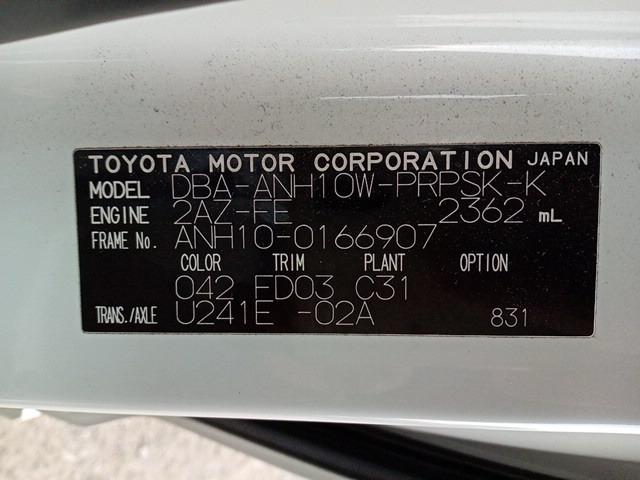 TOYOTA MOTOR CORPORATION JAPAN
MODEL DBA-ANH10W-PRPSK-K
ENGINE 2AZ-FE 2362 mL
FRAME No. ANH10-0166907
COLOR TRIM PLANT OPTION
042 FD03 C31
TRANS./AXLE U241E -02A 831